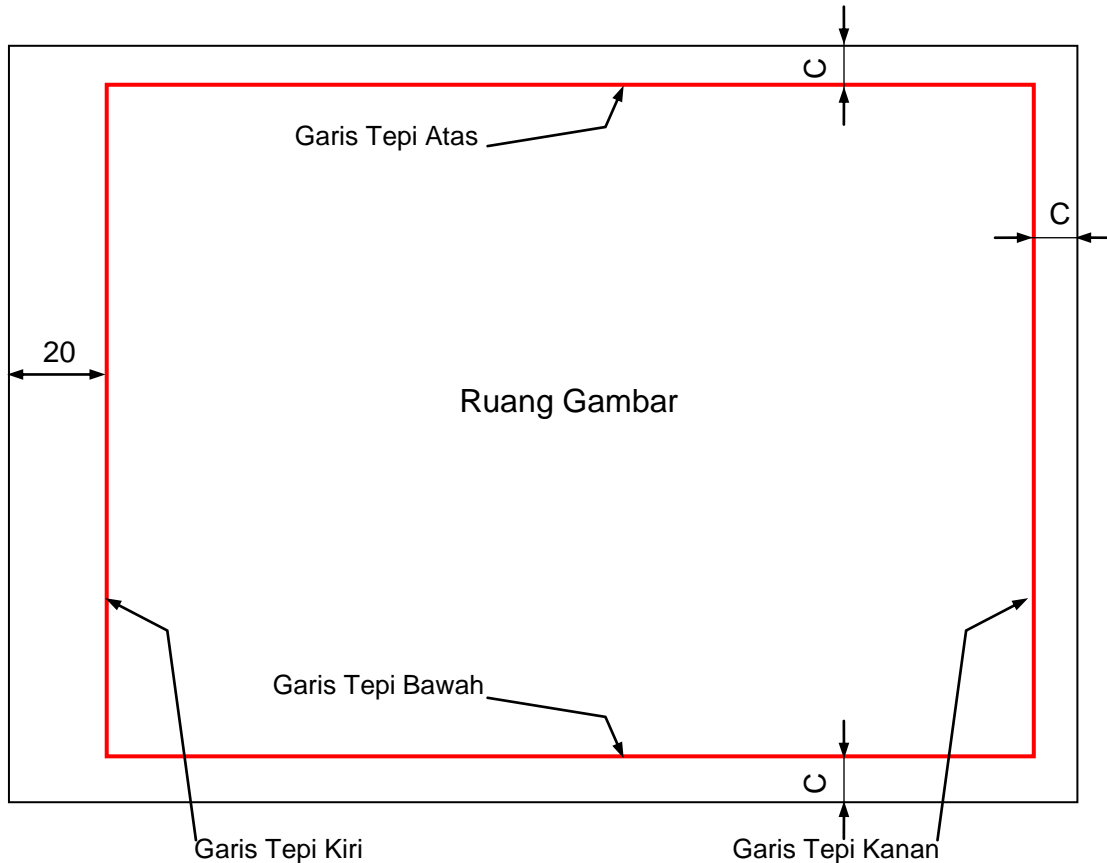 C
Garis Tepi Atas
C
20
Ruang Gambar
Garis Tepi Bawah
C
Garis Tepi Kiri
Garis Tepi Kanan